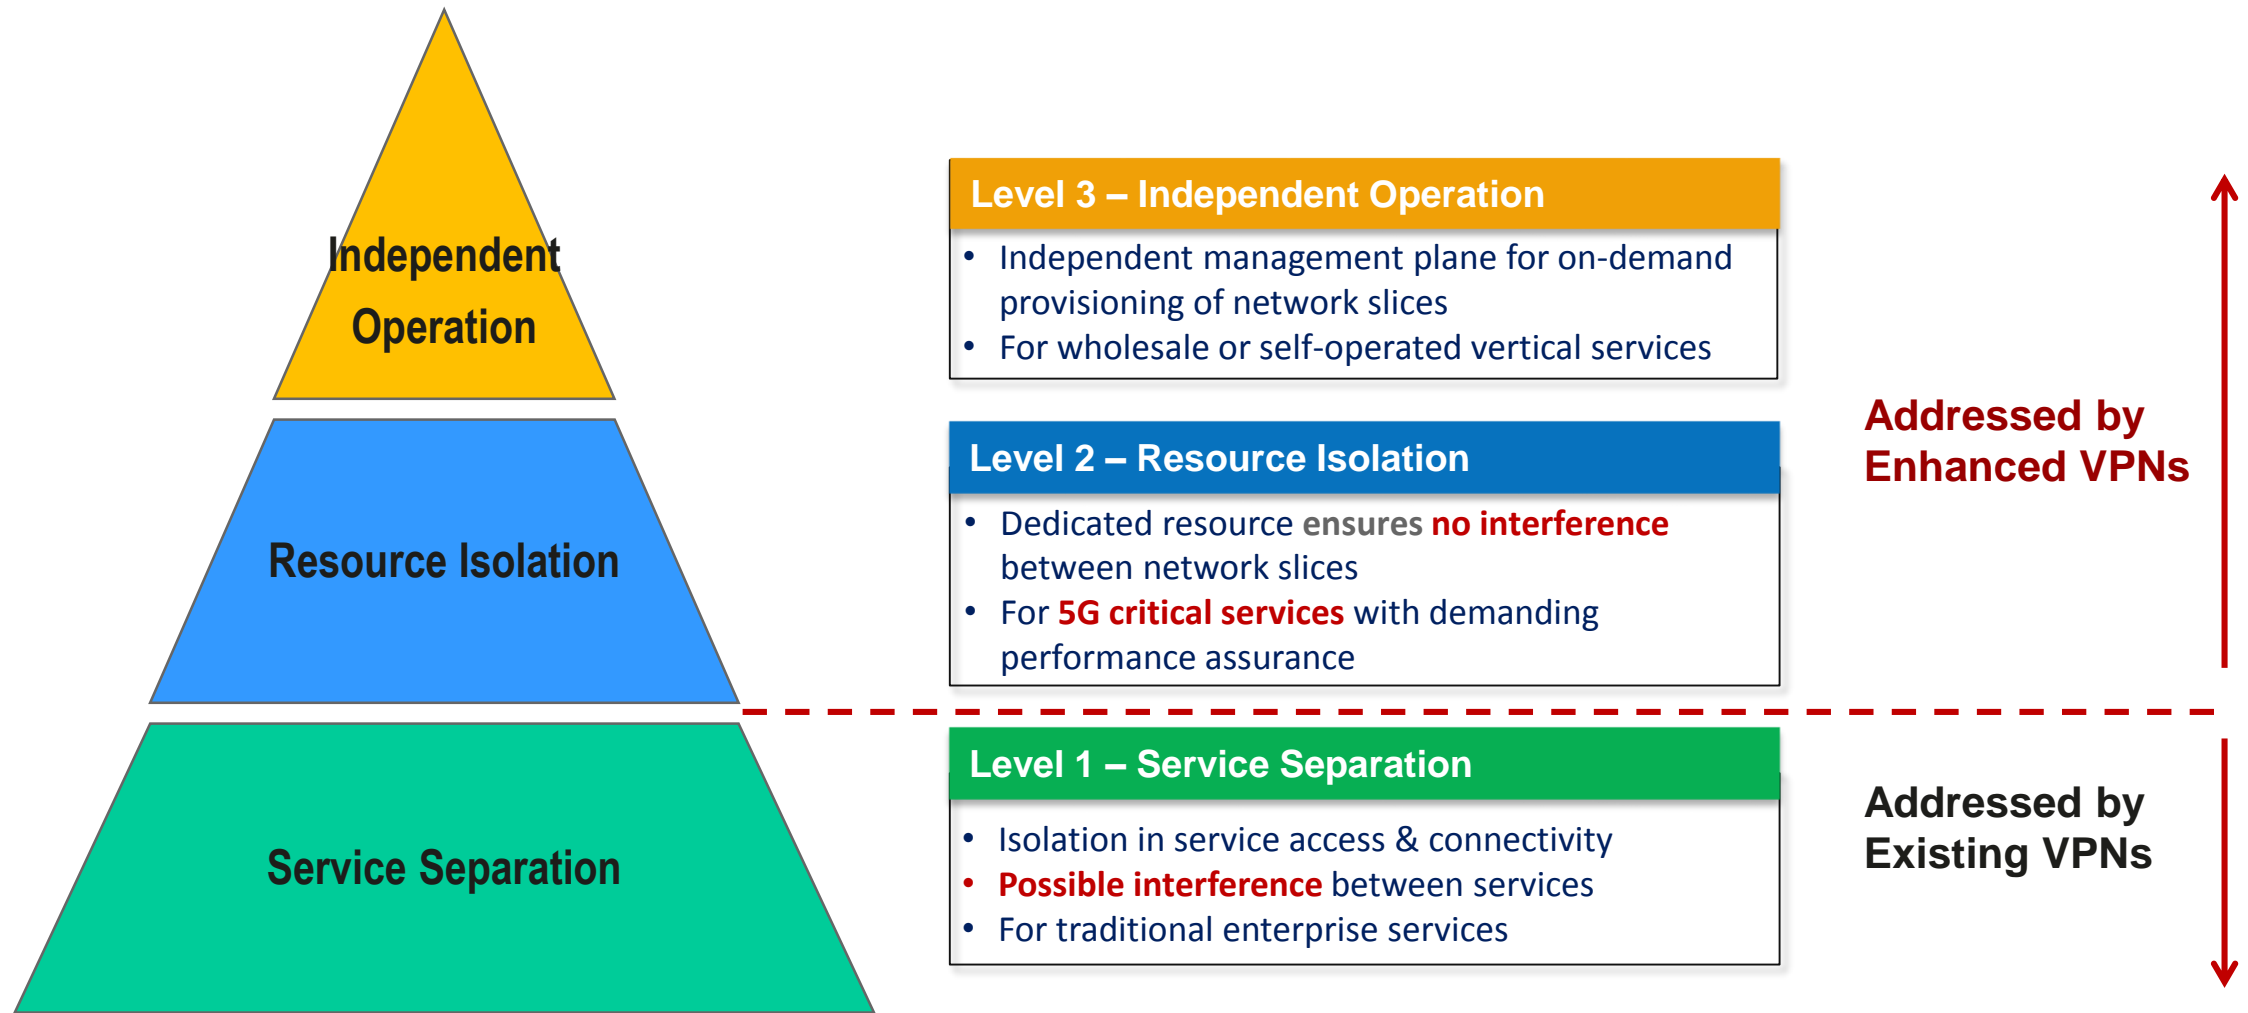 Independent
Operation
Resource Isolation
Service Separation
Level 3 – Independent Operation
• Independent management plane for on-demand
provisioning of network slices
• For wholesale or self-operated vertical services
Level 2 – Resource Isolation
• Dedicated resource ensures no interference
between network slices
• For 5G critical services with demanding
performance assurance
Level 1 – Service Separation
• Isolation in service access & connectivity
• Possible interference between services
• For traditional enterprise services
Addressed by
Enhanced VPNs
Addressed by
Existing VPNs